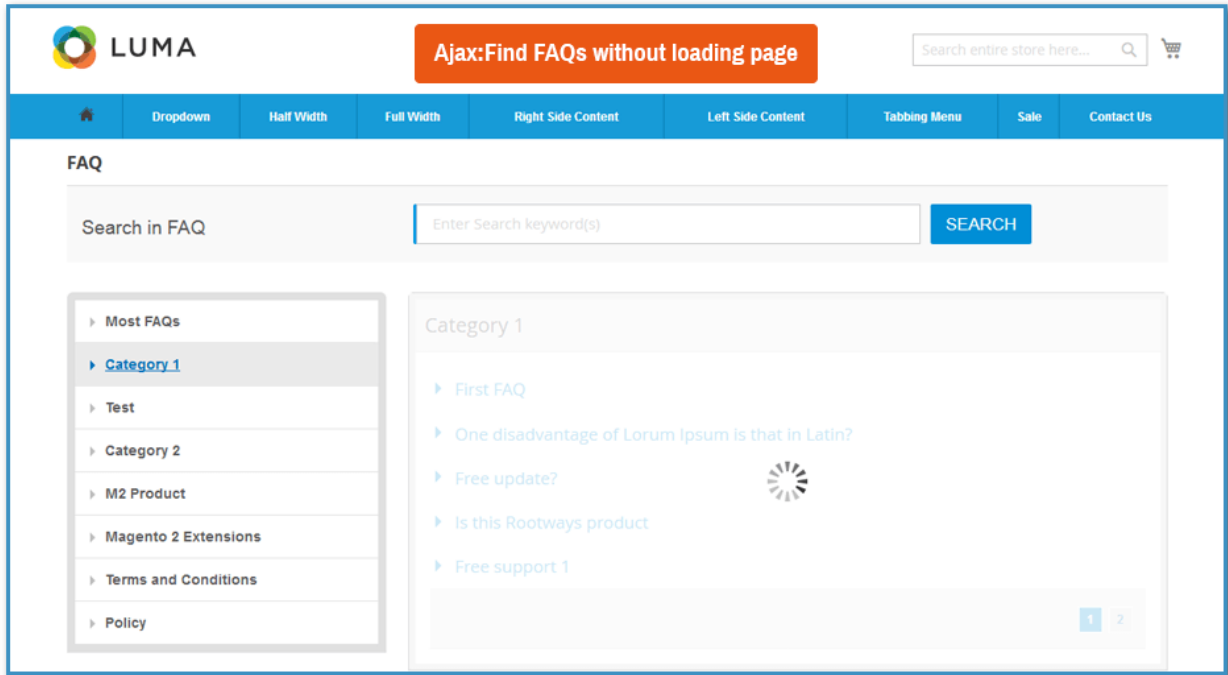 LUMA
Ajax:Find FAQs without loading page
Search entire store here...
Dropdown Half Width Full Width Right Side Content Left Side Content Tabbing Menu Sale Contact Us
FAQ
Search in FAQ
Enter Search keyword(s)
SEARCH
Most FAQs
Category 1
Test
Category 2
M2 Product
Magento 2 Extensions
Terms and Conditions
Policy
Category 1
First FAQ
One disadvantage of Lorum Ipsum is that in Latin?
Free update?
Is this Rootways product
Free support 1
1 2